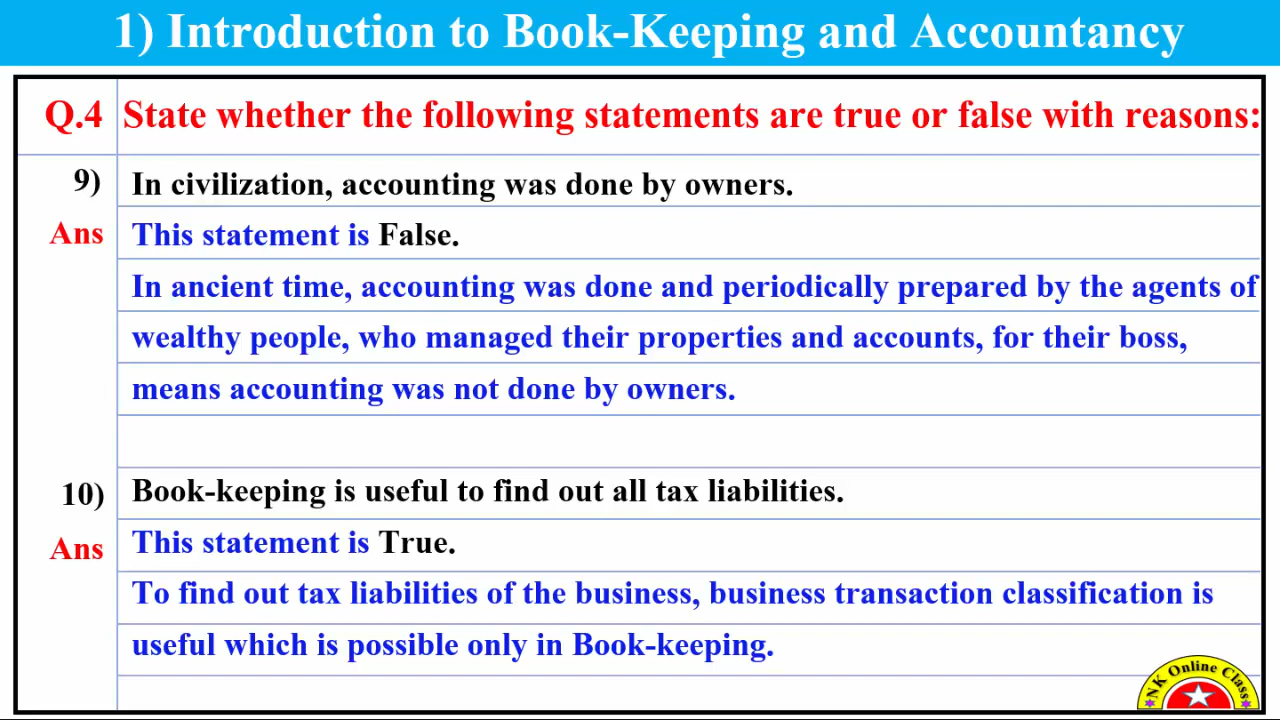 1) Introduction to Book-Keeping and Accountancy
Q.4 State whether the following statements are true or false with reasons:
9) In civilization, accounting was done by owners.
Ans This statement is False.
In ancient time, accounting was done and periodically prepared by the agents of
wealthy people, who managed their properties and accounts, for their boss,
means accounting was not done by owners.
10) Book-keeping is useful to find out all tax liabilities.
Ans This statement is True.
To find out tax liabilities of the business, business transaction classification is
useful which is possible only in Book-keeping.
NK Online Class